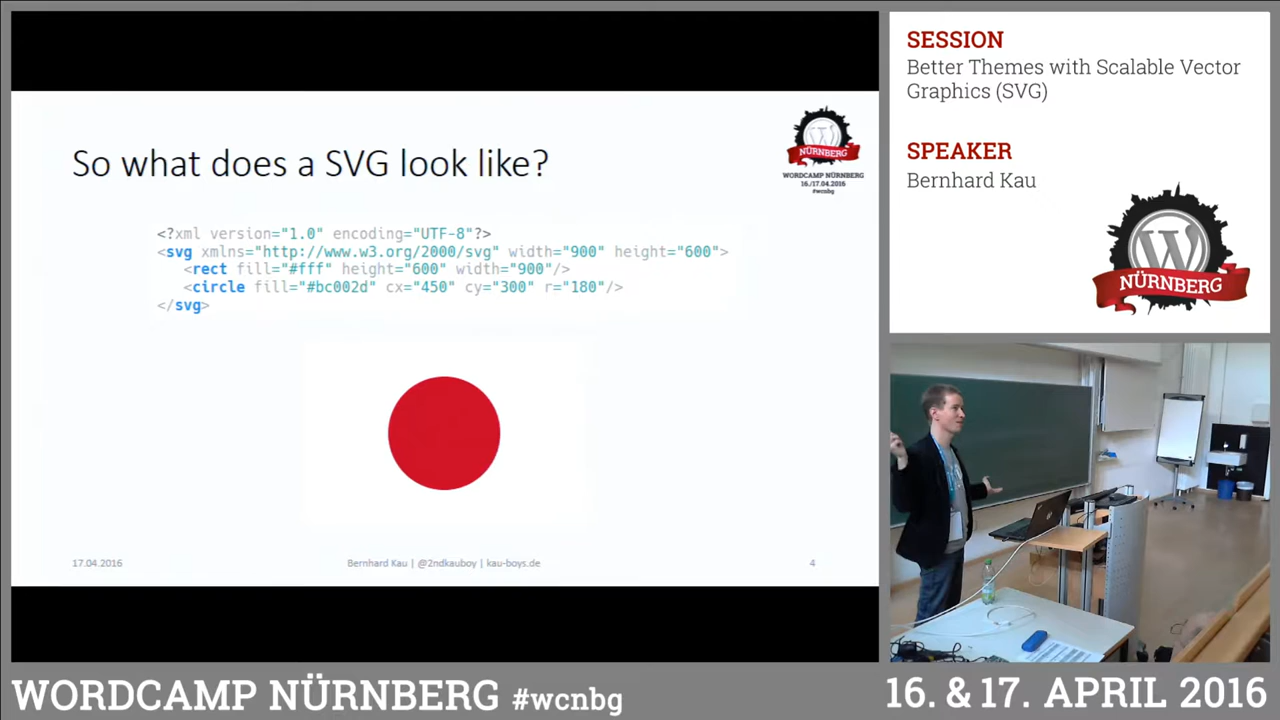 So what does a SVG look like?
NÜRNBERG
WORDCAMP NÜRNBERG
16./17.04.2016
#wcnbg
<?xml version="1.0" encoding="UTF-8"?>
<svg xmlns="http://www.w3.org/2000/svg" width="900" height="600">
<rect fill="#fff" height="600" width="900"/>
<circle fill="#bc002d" cx="450" cy="300" r="180"/>
</svg>
17.04.2016
Bernhard Kau | @2ndkauboy | kau-boys.de
4
SESSION
Better Themes with Scalable Vector
Graphics (SVG)
SPEAKER
Bernhard Kau
W
NÜRNBERG
WORDCAMP NÜRNBERG #wcnbg
16. & 17. APRIL 2016